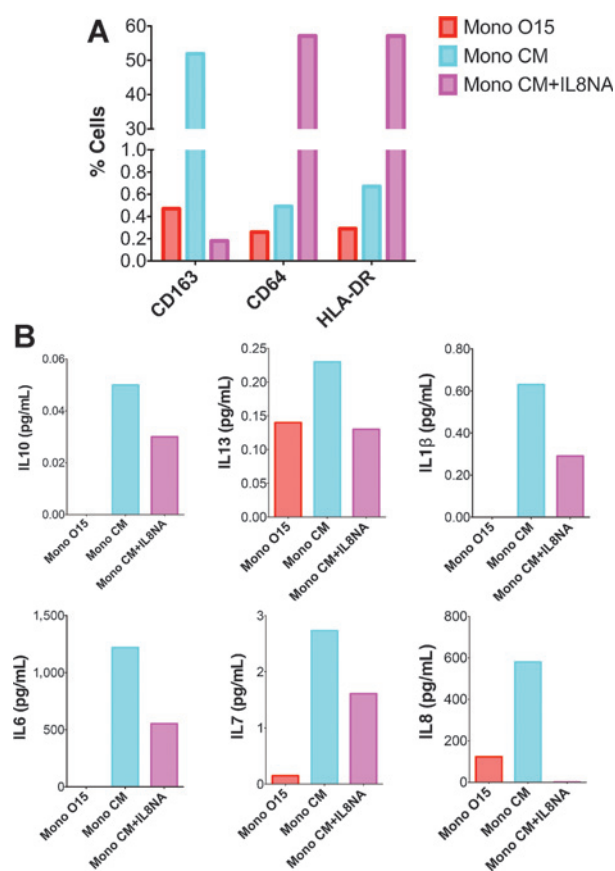 A
Mono O15
Mono CM
Mono CM+IL8NA
% Cells
60
50
40
30
1.0
0.8
0.6
0.4
0.2
0.0
CD163
CD64
HLA-DR
B
IL10 (pg/mL)
0.06
0.04
0.02
0.00
Mono O15
Mono CM
Mono CM+IL8NA
IL13 (pg/mL)
0.25
0.20
0.15
0.10
0.05
0.00
Mono O15
Mono CM
Mono CM+IL8NA
IL1β (pg/mL)
0.80
0.60
0.40
0.20
0.00
Mono O15
Mono CM
Mono CM+IL8NA
IL6 (pg/mL)
1,500
1,000
500
0
Mono O15
Mono CM
Mono CM+IL8NA
IL7 (pg/mL)
3
2
1
0
Mono O15
Mono CM
Mono CM+IL8NA
IL8 (pg/mL)
800
600
400
200
0
Mono O15
Mono CM
Mono CM+IL8NA